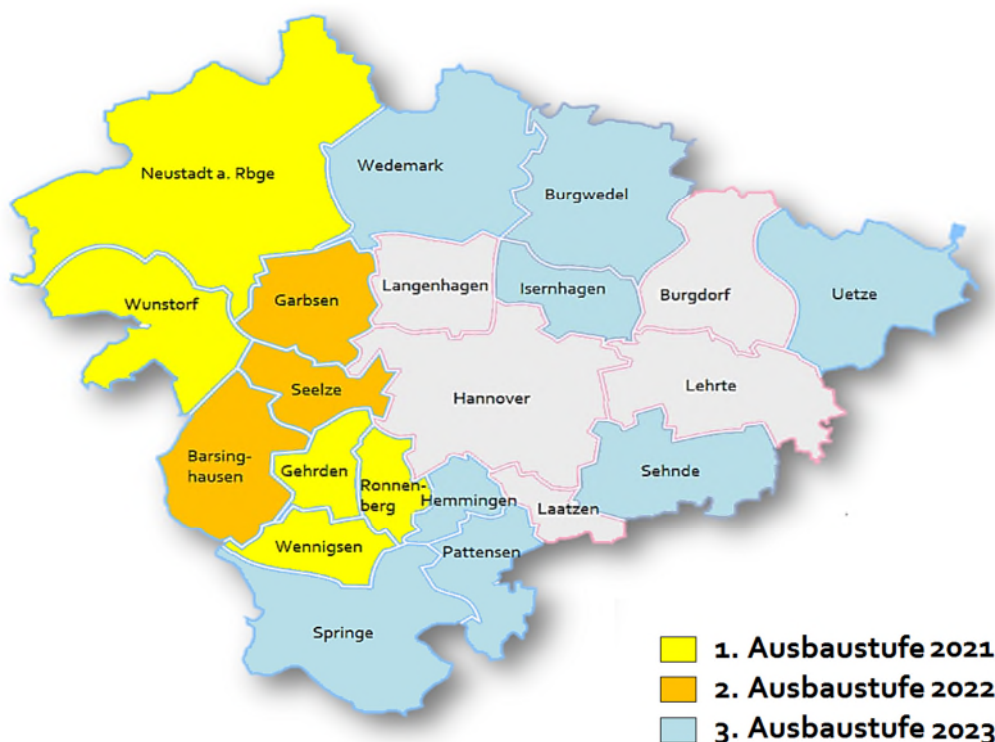 Neustadt a. Rbge
Wedemark
Burgwedel
Langenhagen
Isernhagen
Burgdorf
Uetze
Wunstorf
Garbsen
Seelze
Hannover
Lehrte
Barsing-
hausen
Gehrden
Ronnen-
berg
Hemmingen
Laatzen
Sehnde
Wennigsen
Pattensen
Springe
1. Ausbaustufe 2021
2. Ausbaustufe 2022
3. Ausbaustufe 2023